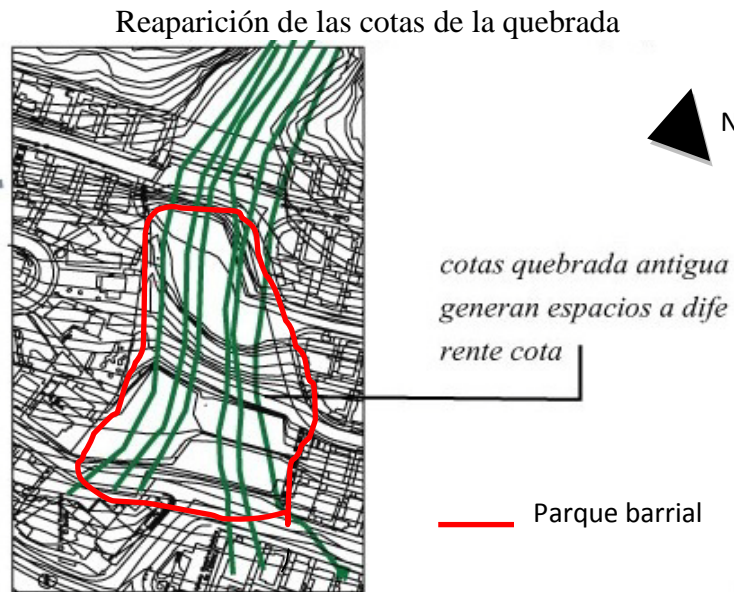 Reaparición de las cotas de la quebrada
N
cotas quebrada antigua
generan espacios a dife
rente cota
Parque barrial